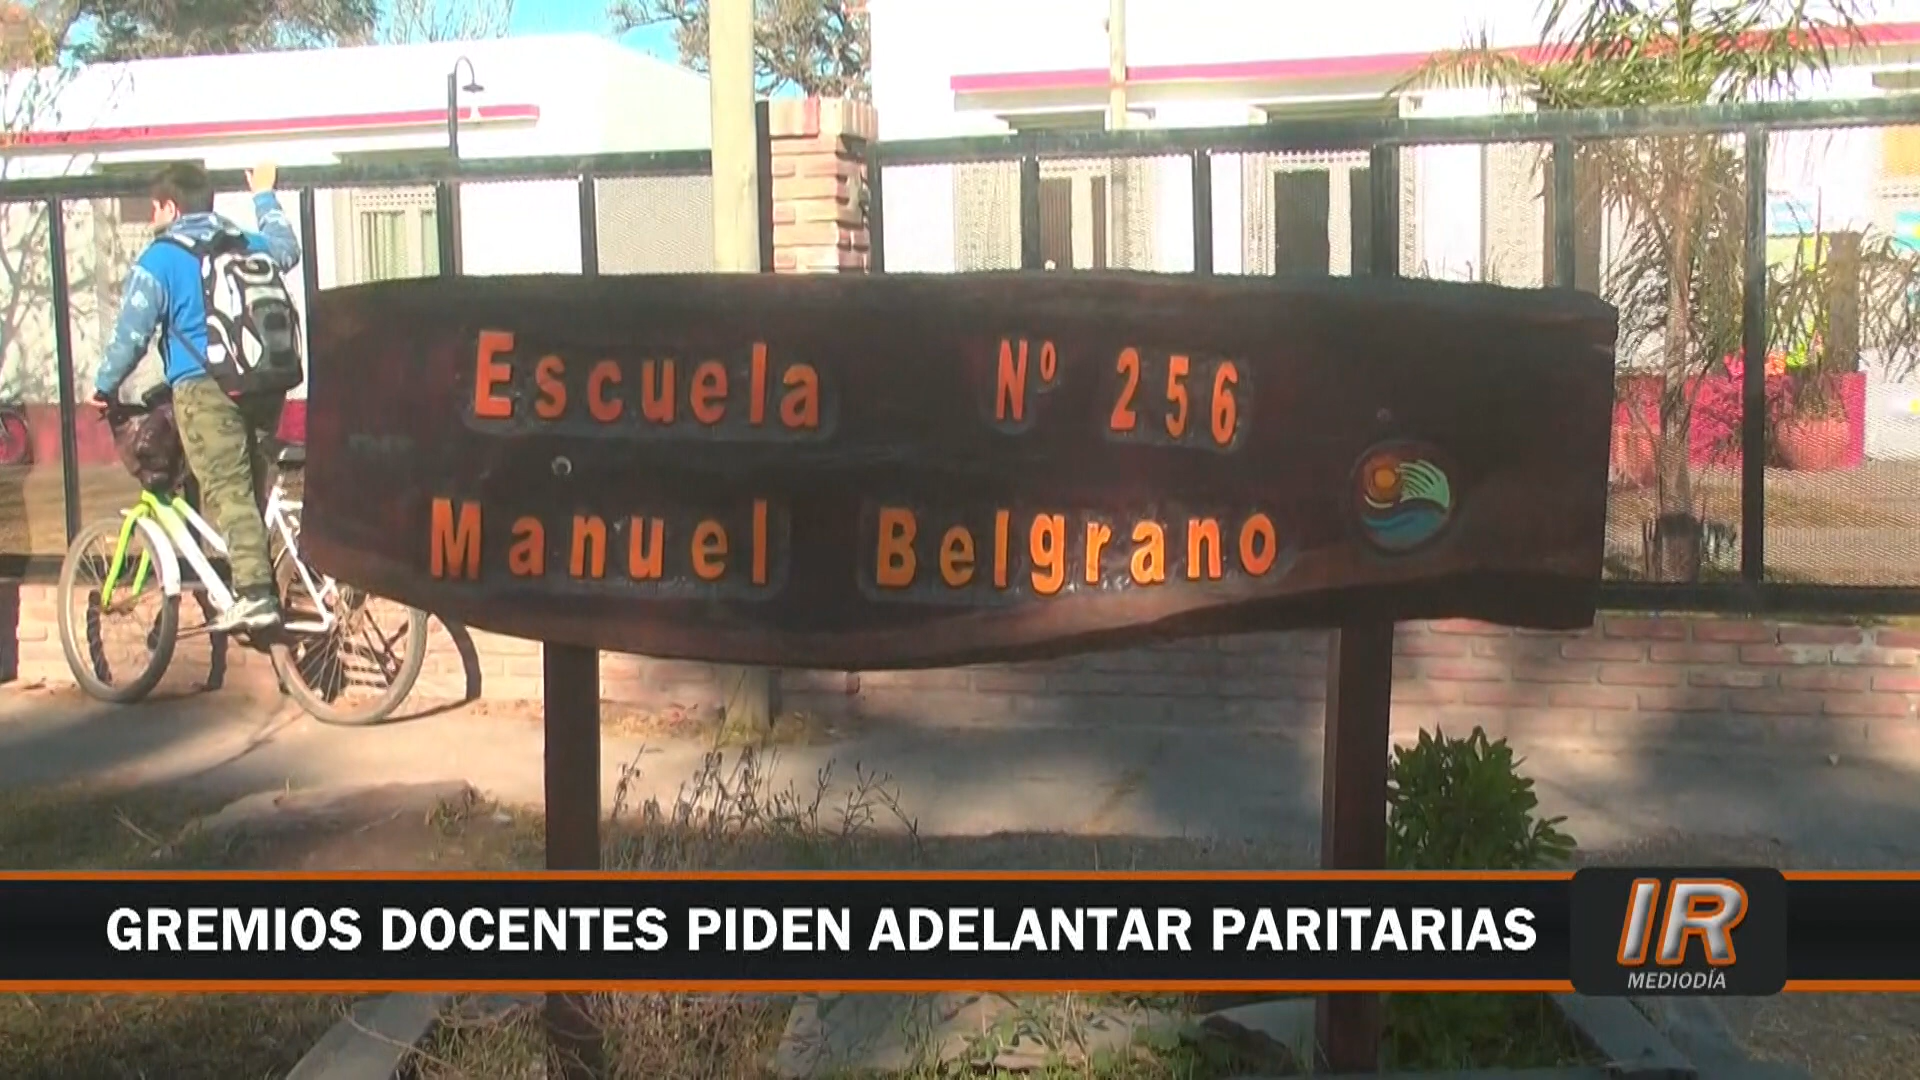 Escuela Nº 256
Manuel Belgrano
GREMIOS DOCENTES PIDEN ADELANTAR PARITARIAS
IR
MEDIODÍA